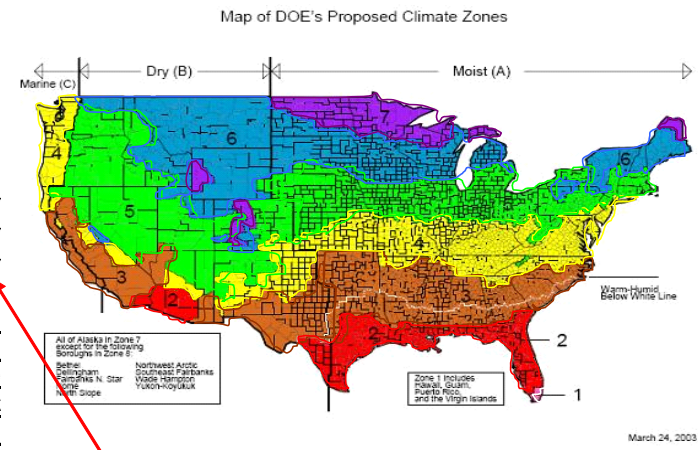 Map of DOE's Proposed Climate Zones
Marine (C)
Dry (B)
Moist (A)
7
6
6
4
5
4
3
2
2
Warm-Humid
Below White Line
2
1
All of Alaska in Zone 7
except for the following
Boroughs in Zone 8:
Bethel Northwest Arctic
Dellingham Southeast Fairbanks
Fairbanks N. Star Wade Hampton
Nome Yukon-Koyukuk
North Slope
Zone 1 includes
Hawaii, Guam,
Puerto Rico,
and the Virgin Islands
March 24, 2003